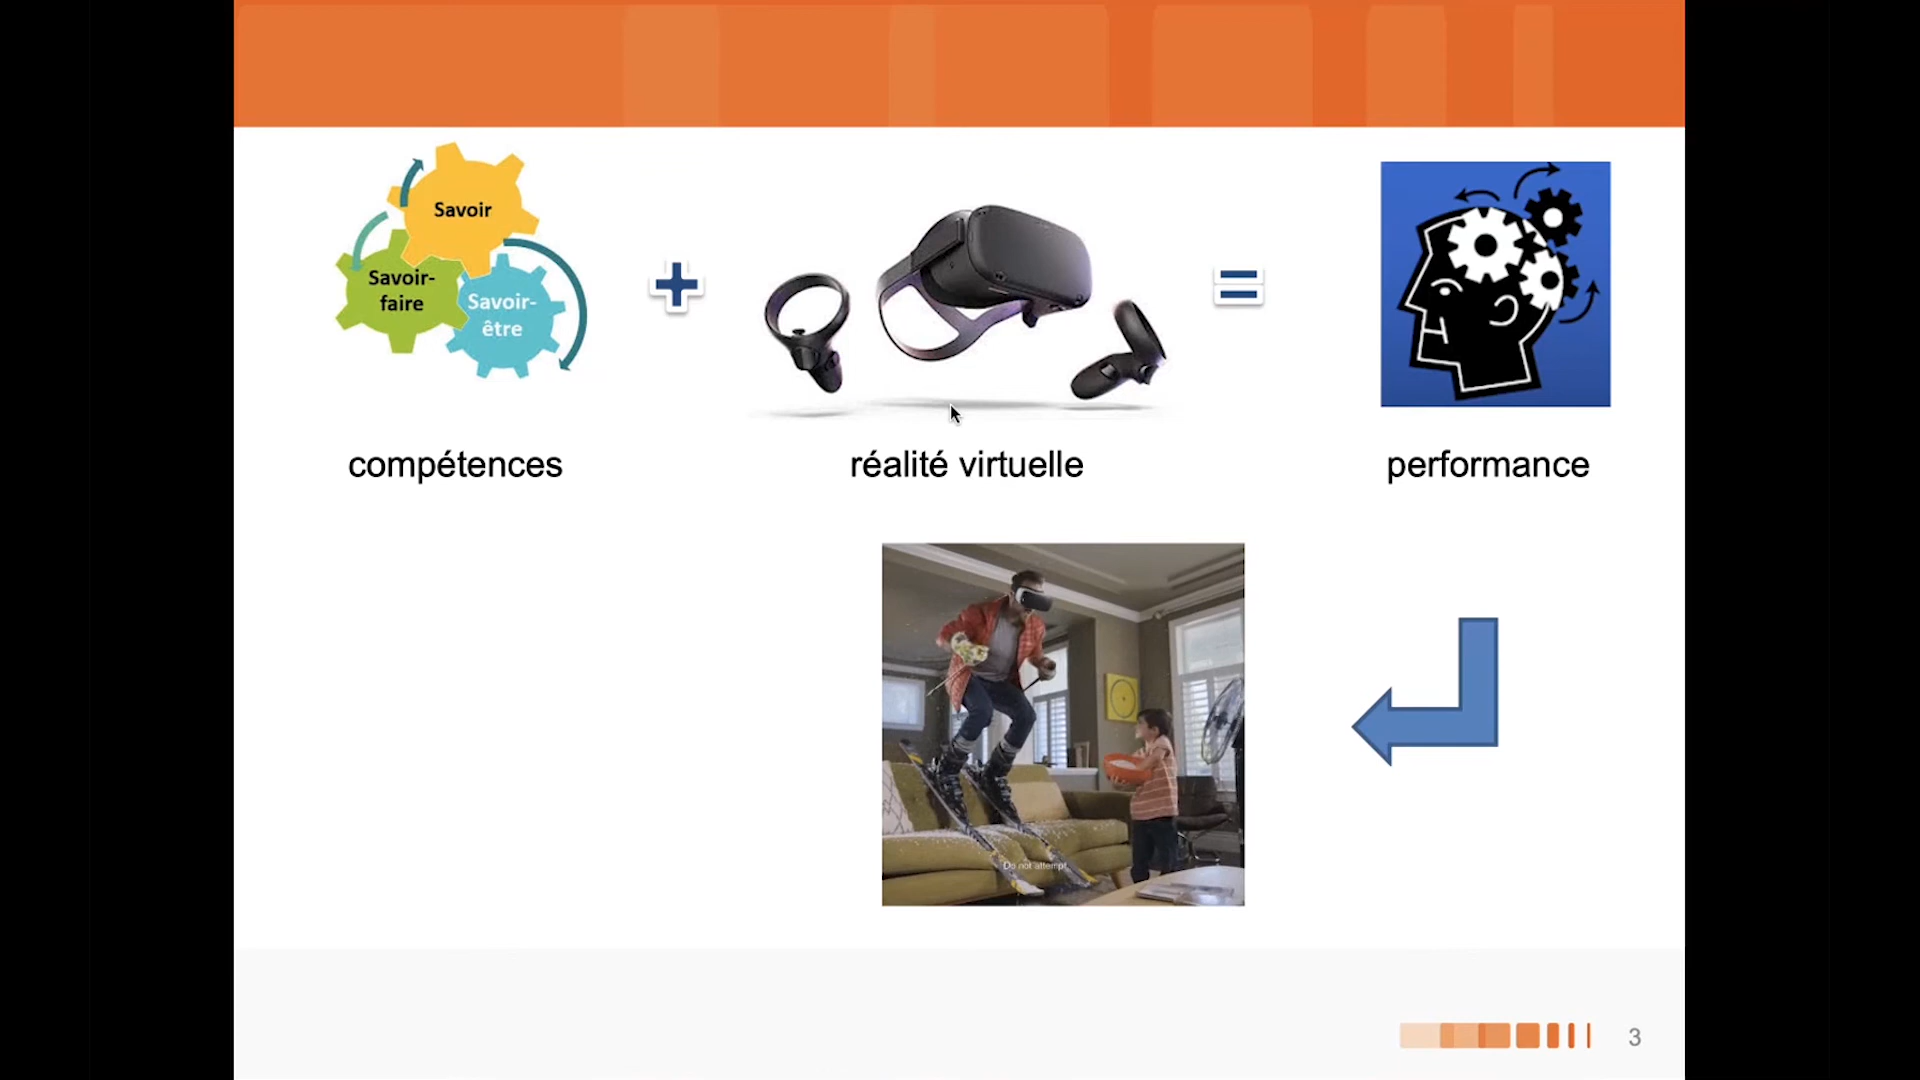 Savoir
Savoir-
faire
Savoir-
être
compétences
réalité virtuelle
performance
Do not attempt.
3